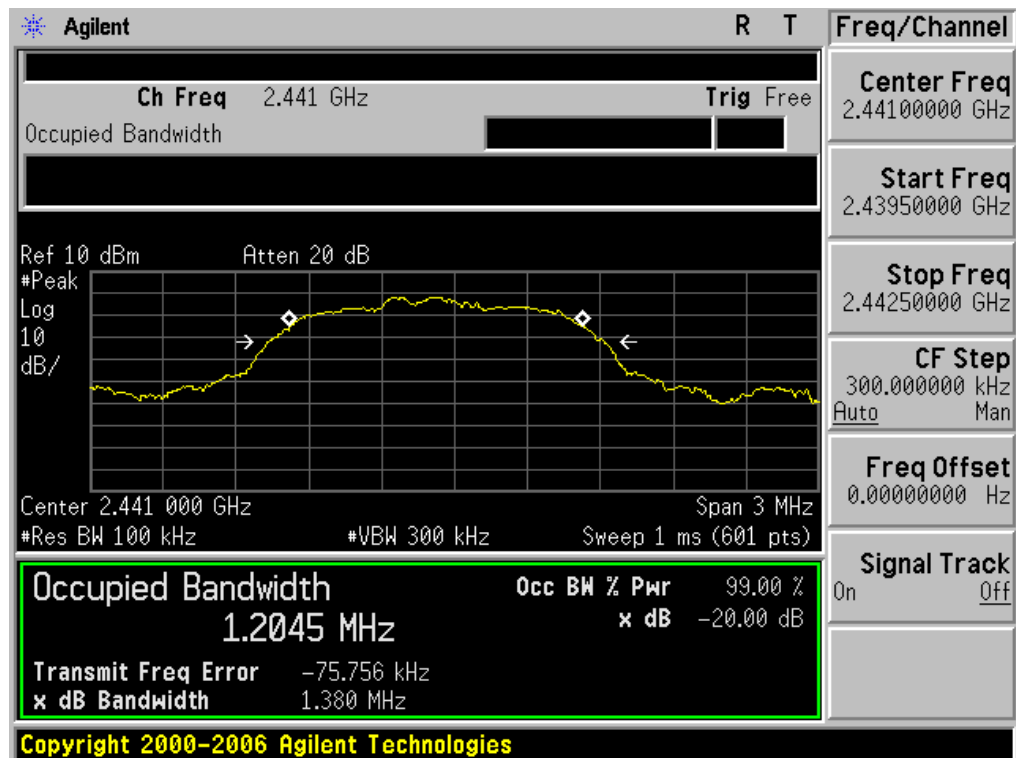 Agilent R T
Ch Freq 2.441 GHz Trig Free
Occupied Bandwidth
Ref 10 dBm Atten 20 dB
#Peak
Log
10
dB/
Center 2.441 000 GHz Span 3 MHz
#Res BW 100 kHz #VBW 300 kHz Sweep 1 ms (601 pts)
Occupied Bandwidth
1.2045 MHz
Occ BW % Pwr 99.00 %
x dB -20.00 dB
Transmit Freq Error -75.756 kHz
x dB Bandwidth 1.380 MHz
Copyright 2000-2006 Agilent Technologies
Freq/Channel
Center Freq
2.44100000 GHz
Start Freq
2.43950000 GHz
Stop Freq
2.44250000 GHz
CF Step
300.000000 kHz
Auto Man
Freq Offset
0.00000000 Hz
Signal Track
On Off